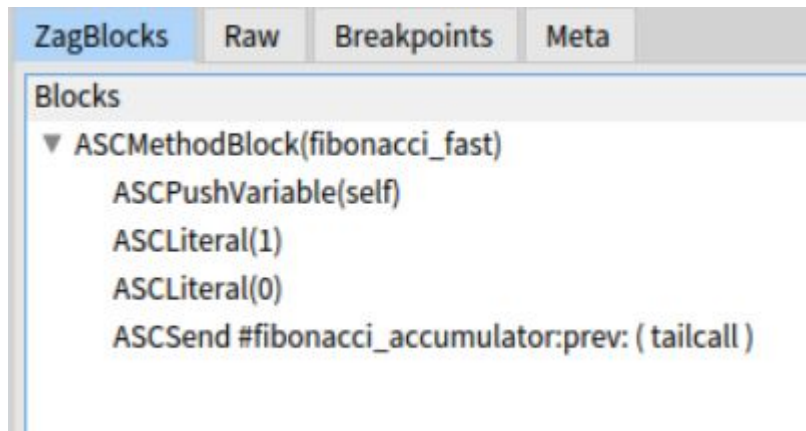 ZagBlocks Raw Breakpoints Meta
Blocks
ASCMethodBlock(fibonacci_fast)
ASCPushVariable(self)
ASCLiteral(1)
ASCLiteral(0)
ASCSend #fibonacci_accumulator:prev: ( tailcall )